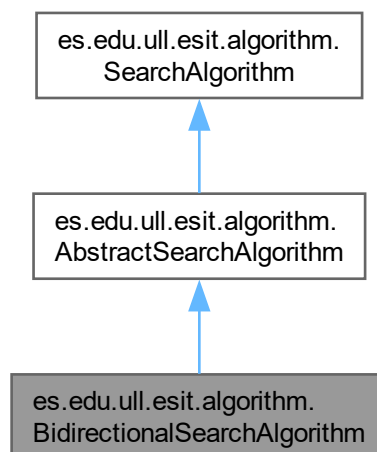 es.edu.ull.esit.algorithm.
SearchAlgorithm
es.edu.ull.esit.algorithm.
AbstractSearchAlgorithm
es.edu.ull.esit.algorithm.
BidirectionalSearchAlgorithm